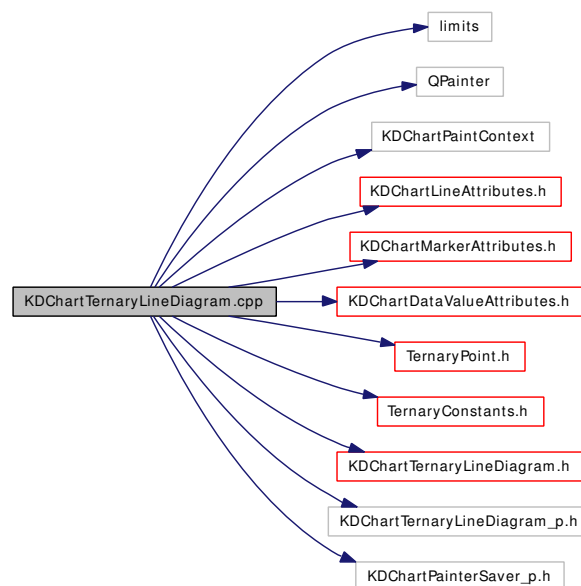 limits
QPainter
KDChartPaintContext
KDChartLineAttributes.h
KDChartMarkerAttributes.h
KDChartTernaryLineDiagram.cpp
KDChartDataValueAttributes.h
TernaryPoint.h
TernaryConstants.h
KDChartTernaryLineDiagram.h
KDChartTernaryLineDiagram_p.h
KDChartPainterSaver_p.h